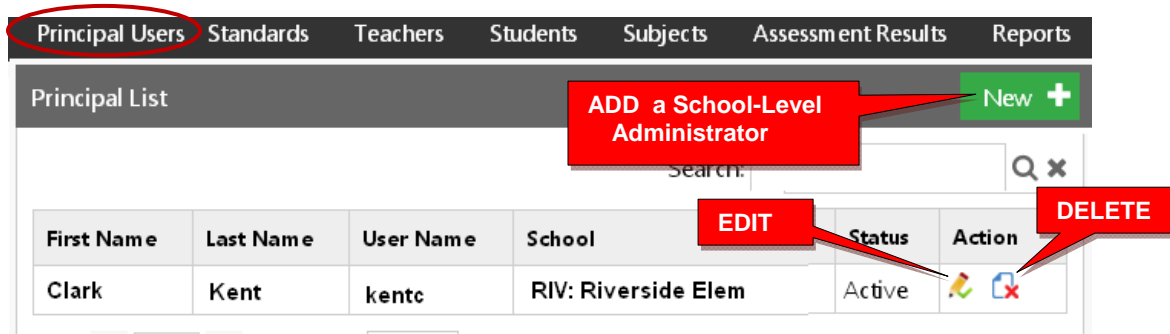 Principal Users Standards Teachers Students Subjects Assessment Results Reports
Principal List
ADD a School-Level
Administrator
New
Search:
EDIT
DELETE
First Name Last Name User Name School Status Action
Clark Kent kentc RIV: Riverside Elem Active